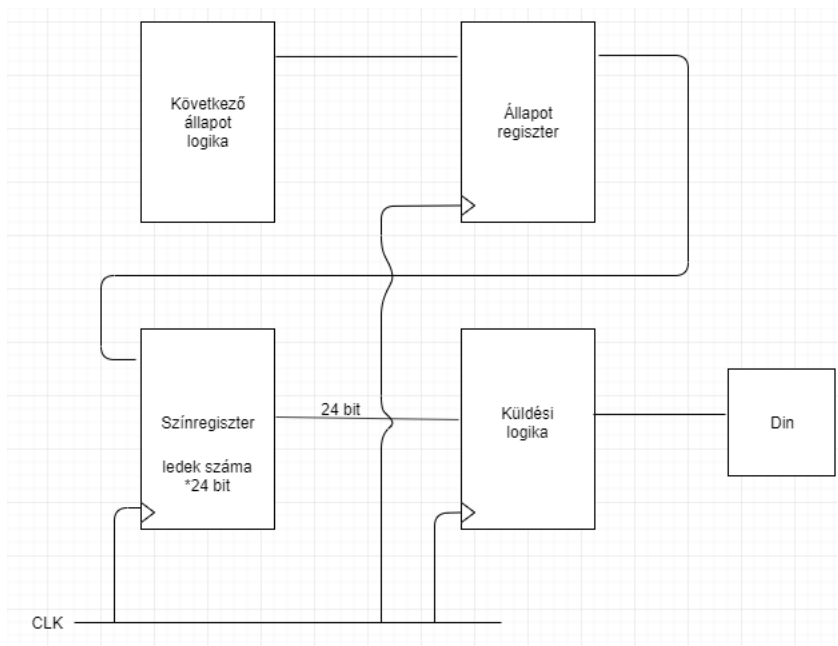 Következő
állapot
logika
Állapot
regiszter
Színregiszter
ledek száma
*24 bit
24 bit
Küldési
logika
Din
CLK